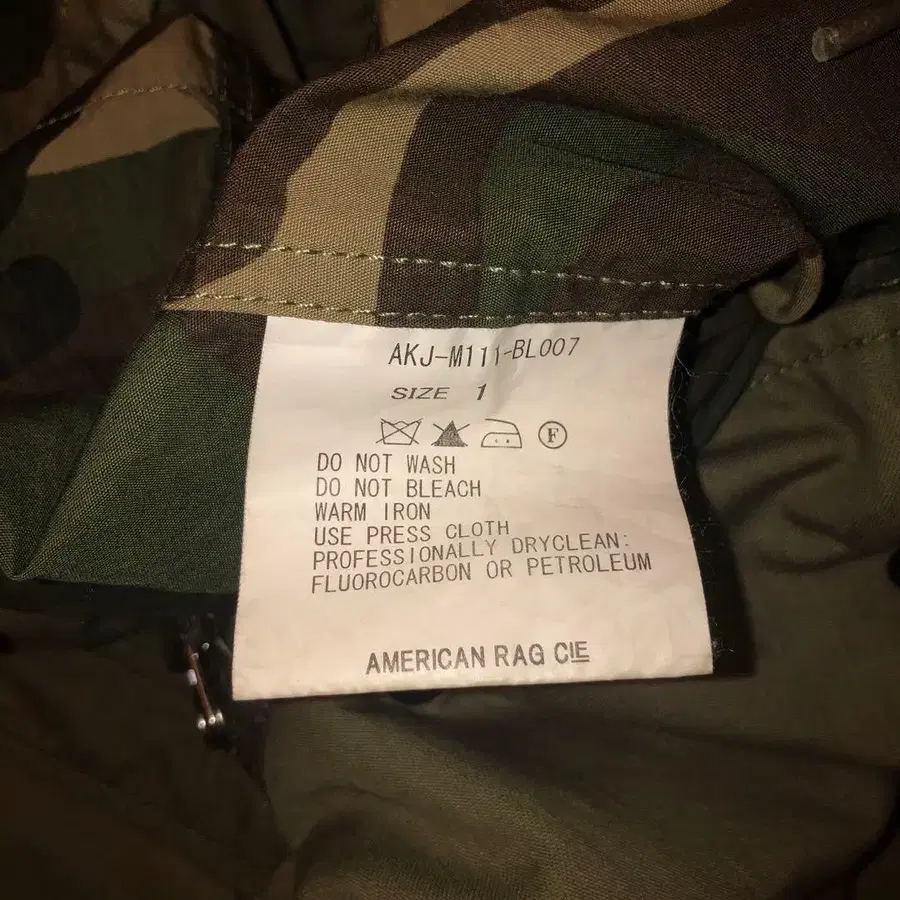 AKJ-M111-BL007
SIZE 1
F
DO NOT WASH
DO NOT BLEACH
WARM IRON
USE PRESS CLOTH
PROFESSIONALLY DRYCLEAN:
FLUOROCARBON OR PETROLEUM
AMERICAN RAG CIE